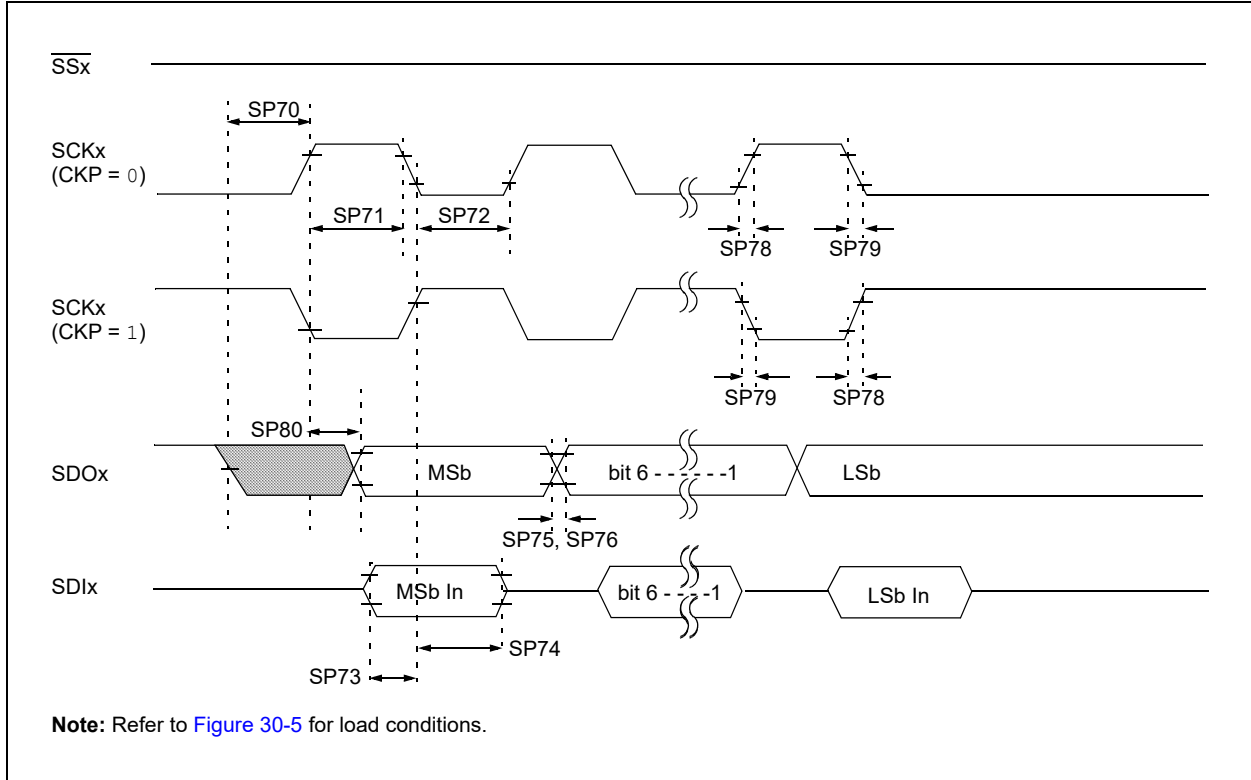 SSx
SP70
SCKx
(CKP = 0)
SP71
SP72
SP78
SP79
SCKx
(CKP = 1)
SP79
SP78
SP80
SDOx
MSb
bit 6 - - - - - -1
LSb
SP75, SP76
SDIx
MSb In
bit 6 - - - -1
LSb In
SP74
SP73
Note: Refer to Figure 30-5 for load conditions.